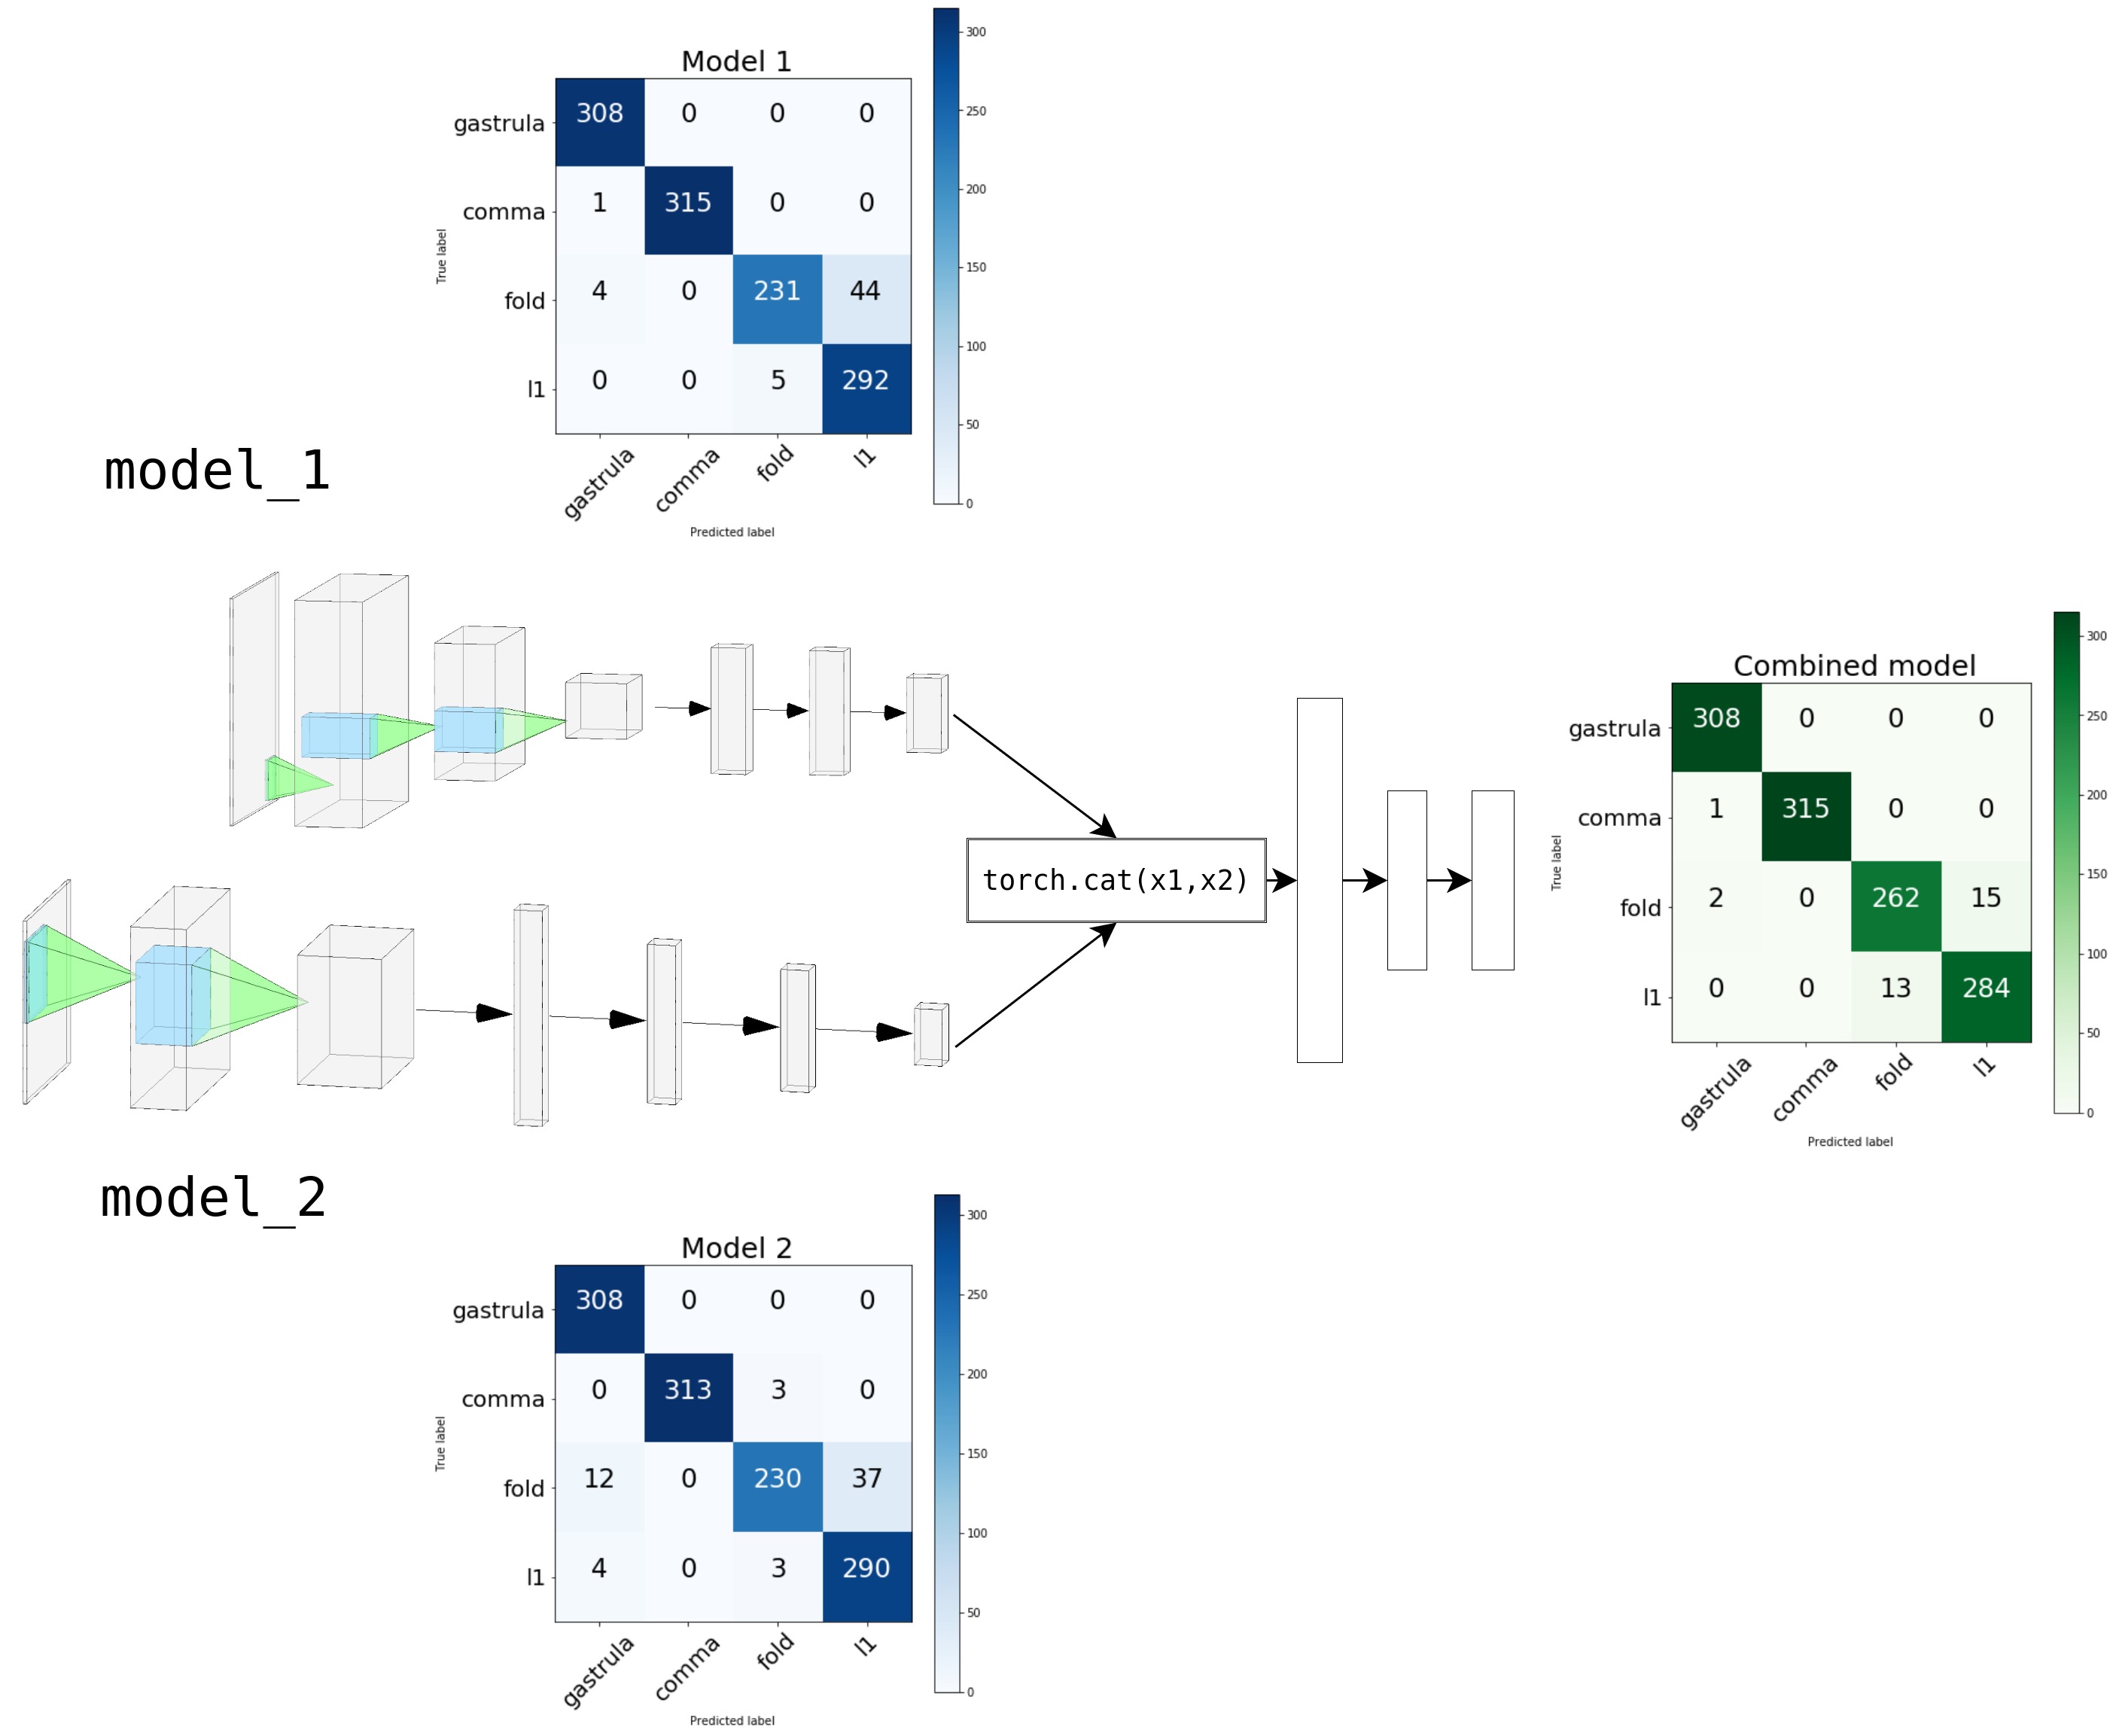 Model 1
300
250
200
150
100
50
0
True label
gastrula 308 0 0 0
comma 1 315 0 0
fold 4 0 231 44
l1 0 0 5 292
gastrula comma fold l1
Predicted label
model_1
torch.cat(x1,x2)
Combined model
300
250
200
150
100
50
0
True label
gastrula 308 0 0 0
comma 1 315 0 0
fold 2 0 262 15
l1 0 0 13 284
gastrula comma fold l1
Predicted label
model_2
Model 2
300
250
200
150
100
50
0
True label
gastrula 308 0 0 0
comma 0 313 3 0
fold 12 0 230 37
l1 4 0 3 290
gastrula comma fold l1
Predicted label